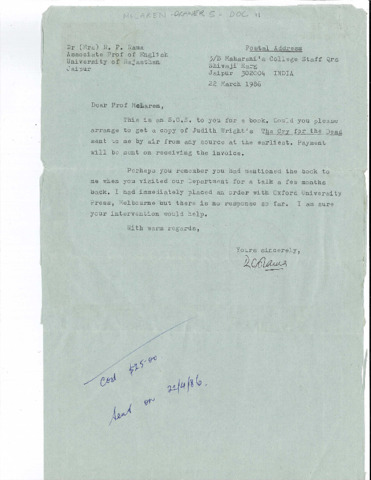 Dr (Mrs) R. P. Rama
Associate Prof of English
University of Rajasthan
Jaipur
Postal Address
5/D Maharani's College Staff Qrs
Bhivaji Marg
Jaipur 302004 INDIA
22 March 1986
Dear Prof McLaren,
This is an S.O.S. to you for a book. Could you please
arrange to get a copy of Judith Wright's The Cry for the Dead
sent to me by air from any source at the earliest. Payment
will be sent on receiving the invoice.
Perhaps you remember you had mentioned the book to
me when you visited our Department for a talk a few months
back. I had immediately placed an order with Oxford University
Press, Melbourne but there is no response so far. I am sure
your intervention would help.
With warm regards,
Yours sincerely,
Cost $25.00
Sent on 22/4/86.